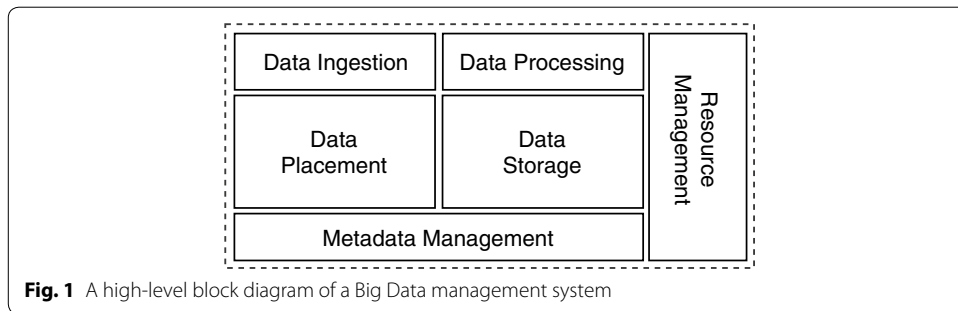 Data Ingestion
Data Processing
Data
Placement
Data
Storage
Resource
Management
Metadata Management
Fig. 1 A high-level block diagram of a Big Data management system